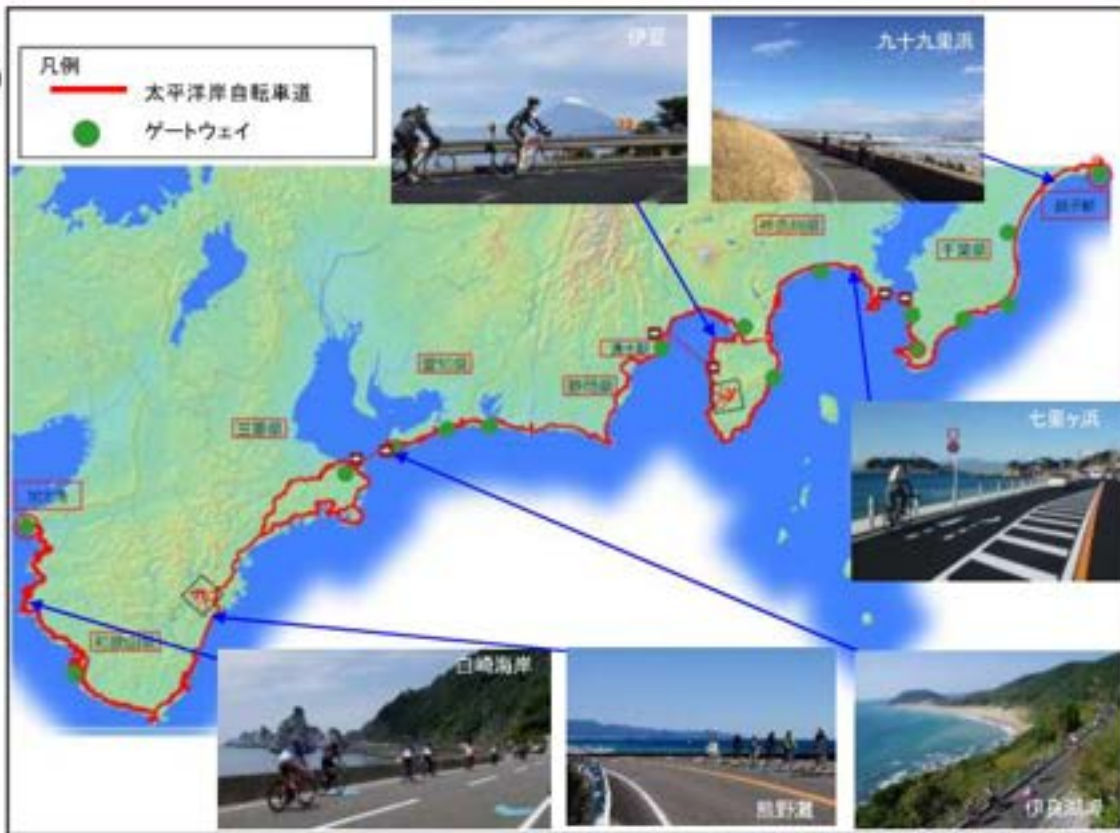 凡例
太平洋岸自転車道
ゲートウェイ
伊豆
九十九里浜
銚子駅
千葉県
神奈川県
清水駅
愛知県
静岡県
三重県
七里ヶ浜
和歌山県
白崎海岸
熊野灘
伊良湖岬